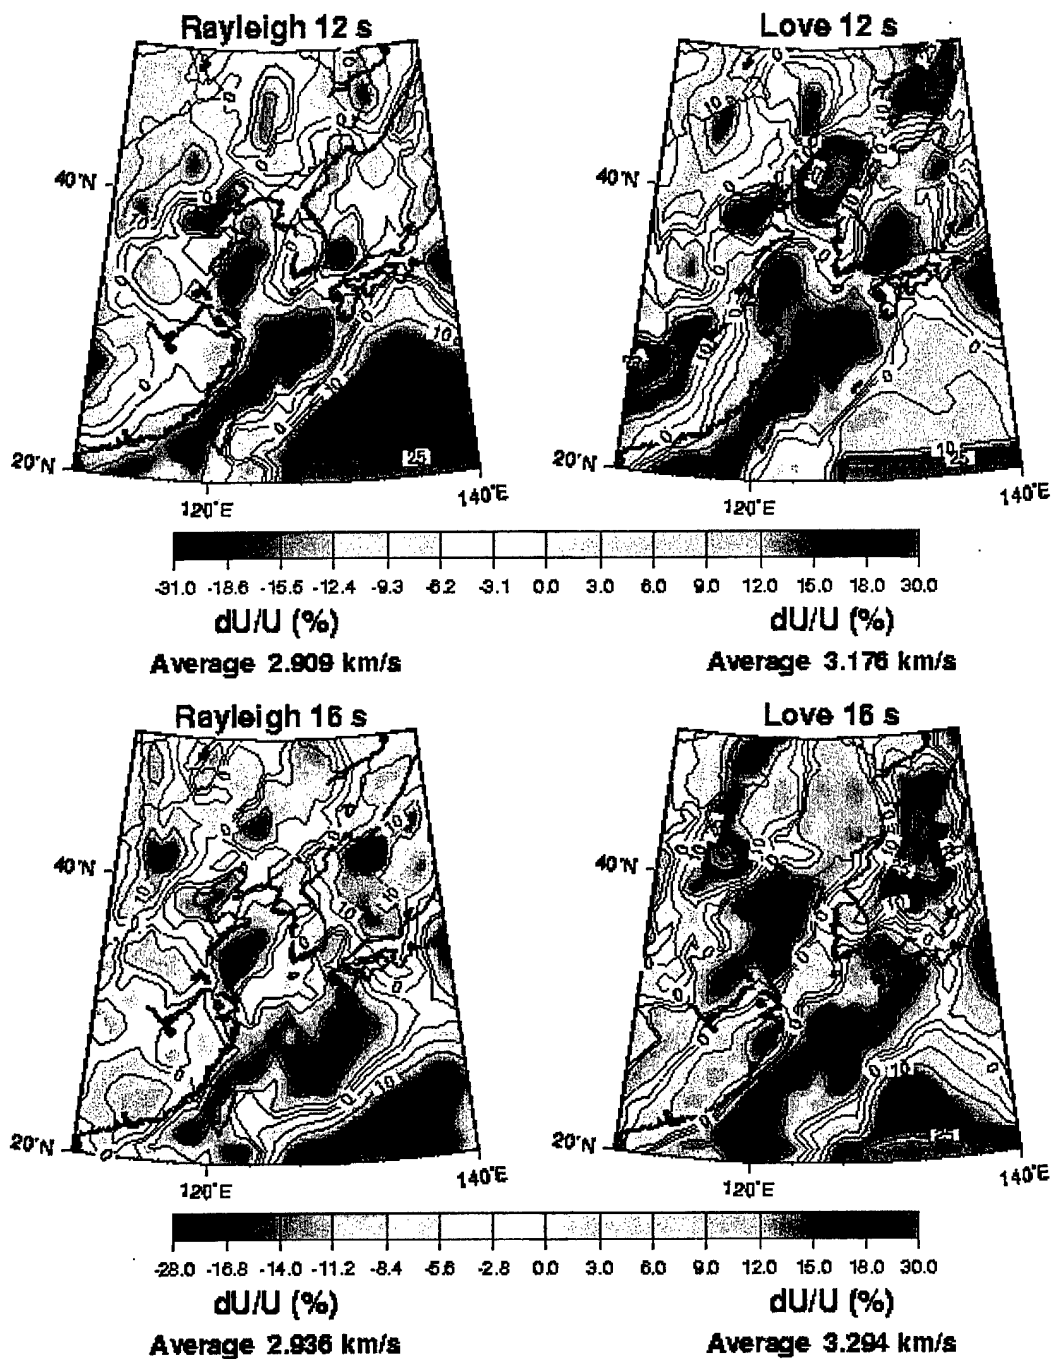 Rayleigh 12 s
Love 12 s
40°N
40°N
20°N
20°N
25
10
25
120°E
140°E
120°E
140°E
-31.0 -18.6 -15.5 -12.4 -9.3 -6.2 -3.1 0.0 3.0 6.0 9.0 12.0 15.0 18.0 30.0
dU/U (%)
dU/U (%)
Average 2.909 km/s
Average 3.176 km/s
Rayleigh 16 s
Love 16 s
40°N
40°N
20°N
20°N
120°E
140°E
120°E
140°E
-28.0 -16.8 -14.0 -11.2 -8.4 -5.6 -2.8 0.0 3.0 6.0 9.0 12.0 15.0 18.0 30.0
dU/U (%)
dU/U (%)
Average 2.936 km/s
Average 3.294 km/s